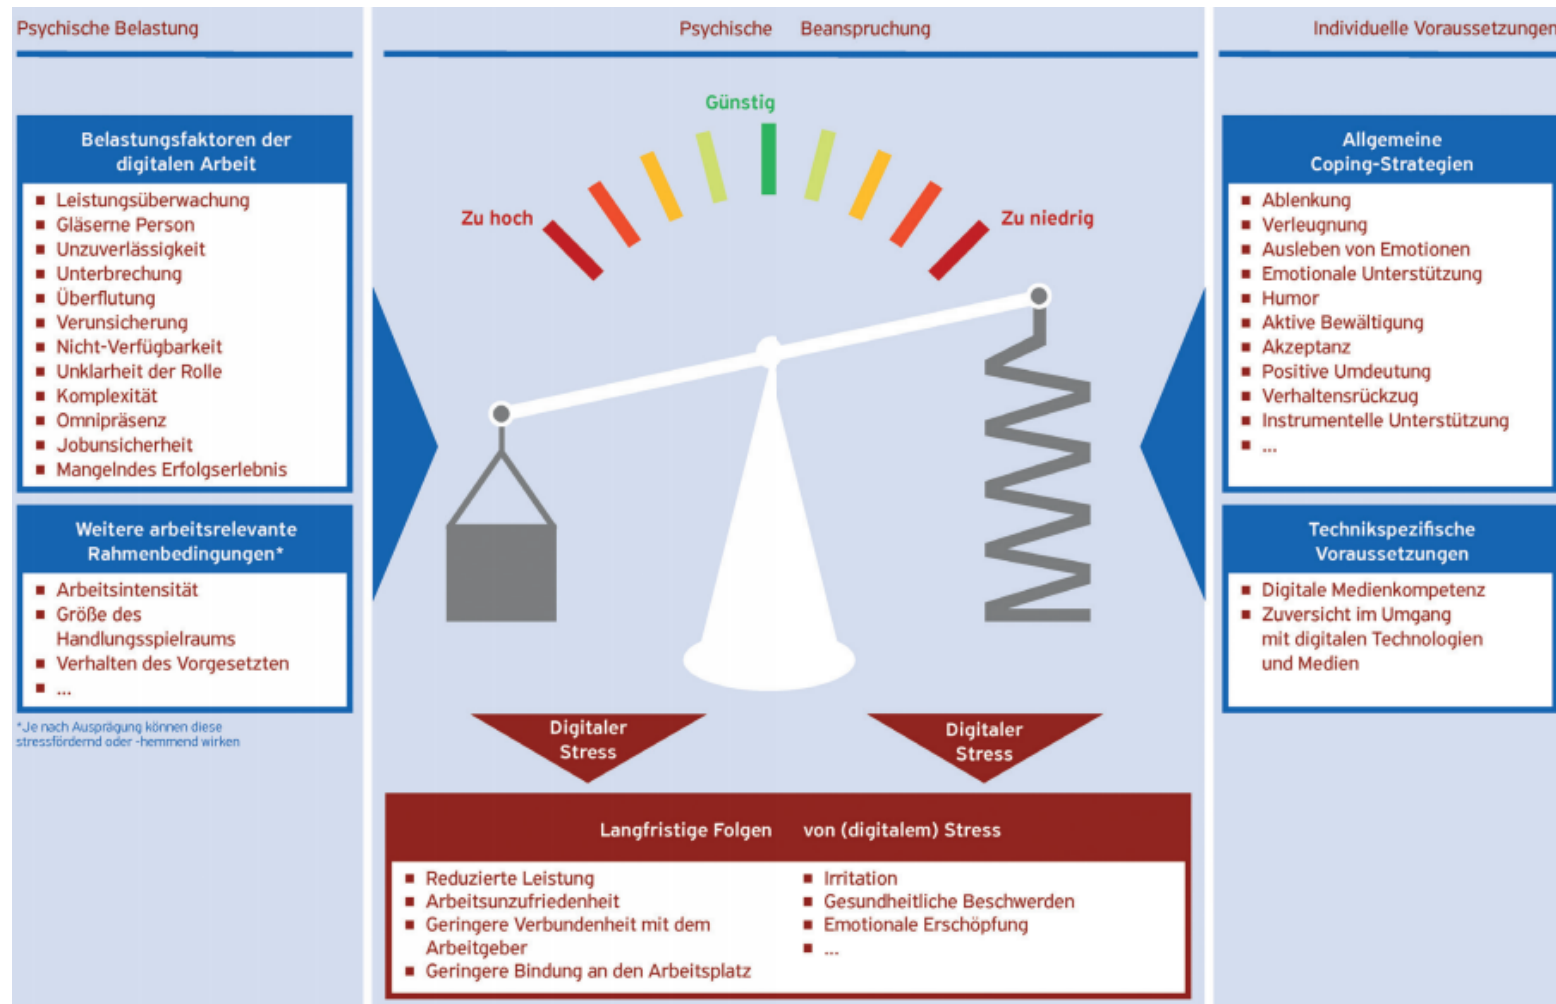 Psychische Belastung
Belastungsfaktoren der
digitalen Arbeit
Leistungsüberwachung
Gläserne Person
Unzuverlässigkeit
Unterbrechung
Überflutung
Verunsicherung
Nicht-Verfügbarkeit
Unklarheit der Rolle
Komplexität
Omnipräsenz
Jobunsicherheit
Mangelndes Erfolgserlebnis
Weitere arbeitsrelevante
Rahmenbedingungen*
Arbeitsintensität
Größe des
Handlungsspielraums
Verhalten des Vorgesetzten
...
*Je nach Ausprägung können diese
stressfördernd oder -hemmend wirken
Psychische Beanspruchung
Günstig
Zu hoch
Zu niedrig
Digitaler
Stress
Digitaler
Stress
Langfristige Folgen von (digitalem) Stress
Reduzierte Leistung
Arbeitsunzufriedenheit
Geringere Verbundenheit mit dem
Arbeitgeber
Geringere Bindung an den Arbeitsplatz
Irritation
Gesundheitliche Beschwerden
Emotionale Erschöpfung
...
Individuelle Voraussetzungen
Allgemeine
Coping-Strategien
Ablenkung
Verleugnung
Ausleben von Emotionen
Emotionale Unterstützung
Humor
Aktive Bewältigung
Akzeptanz
Positive Umdeutung
Verhaltensrückzug
Instrumentelle Unterstützung
...
Technikspezifische
Voraussetzungen
Digitale Medienkompetenz
Zuversicht im Umgang
mit digitalen Technologien
und Medien